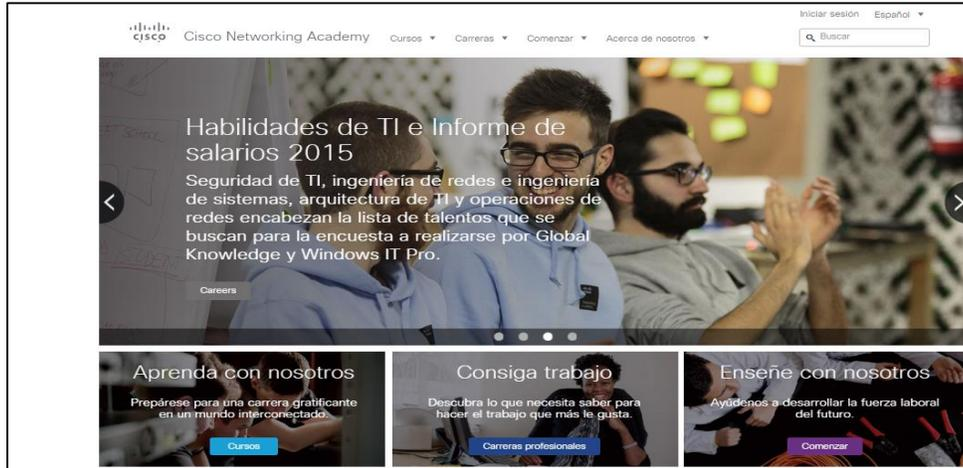 Iniciar sesión Español
CISCO Cisco Networking Academy Cursos Carreras Comenzar Acerca de nosotros Buscar
Habilidades de TI e Informe de
salarios 2015
Seguridad de TI, ingeniería de redes e ingeniería
de sistemas, arquitectura de TI y operaciones de
redes encabezan la lista de talentos que se
buscan para la encuesta a realizarse por Global
Knowledge y Windows IT Pro.
Careers
Aprenda con nosotros
Prepárese para una carrera gratificante
en un mundo interconectado.
Cursos
Consiga trabajo
Descubra lo que necesita saber para
hacer el trabajo que más le gusta.
Carreras profesionales
Enseñe con nosotros
Ayúdenos a desarrollar la fuerza laboral
del futuro.
Comenzar